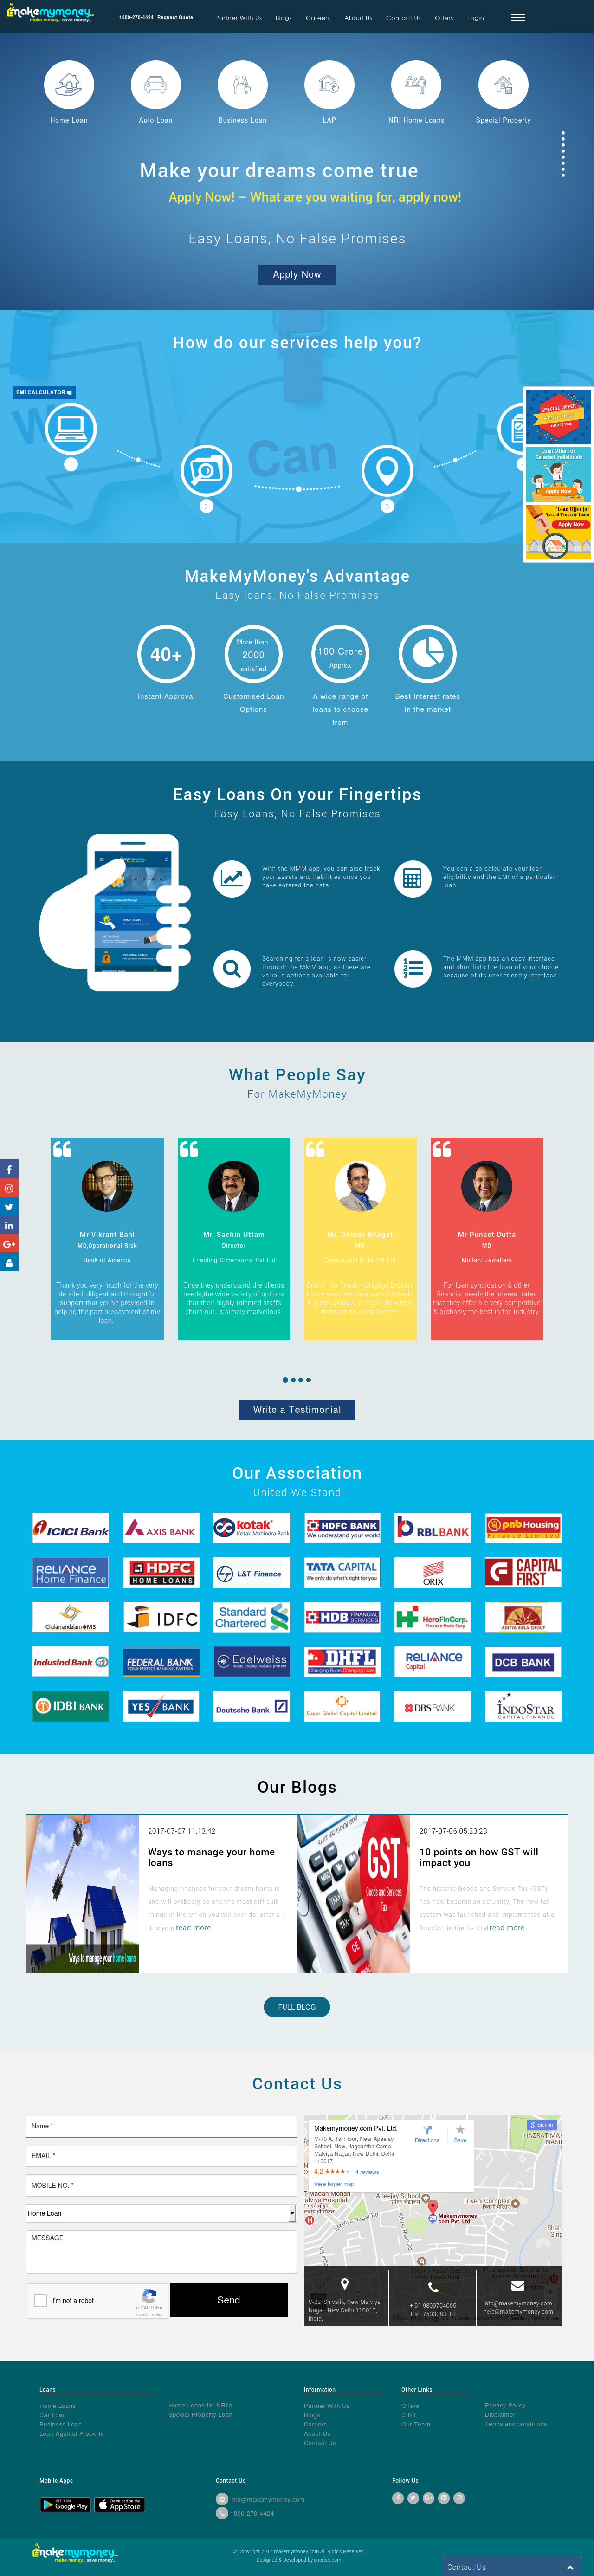 makemymoney
make money. save money.
1800-270-4424 Request Quote
Partner With Us
Blogs
Careers
About Us
Contact Us
Offers
Login
Home Loan
Auto Loan
Business Loan
LAP
NRI Home Loans
Special Property
Make your dreams come true
Apply Now! – What are you waiting for, apply now!
Easy Loans, No False Promises
Apply Now
How do our services help you?
EMI CALCULATOR
1
2
3
SPECIAL OFFER
Loan Offer for
Salaried Individuals
Apply Now
Loan Offer for
Special Property Loans
Apply Now
MakeMyMoney's Advantage
Easy loans, No False Promises
40+
Instant Approval
More than
2000
satisfied
Customised Loan
Options
100 Crore
Approx
A wide range of
loans to choose
from
Best Interest rates
in the market
Easy Loans On your Fingertips
Easy Loans, No False Promises
With the MMM app, you can also track
your assets and liabilities once you
have entered the data
You can also calculate your loan
eligibility and the EMI of a particular
loan
Searching for a loan is now easier
through the MMM app, as there are
various options available for
everybody.
The MMM app has an easy interface
and shortlists the loan of your choice,
because of its user-friendly interface.
What People Say
For MakeMyMoney
Mr Vikrant Bahl
MD,Operational Risk
Bank of America
Thank you very much for the very
detailed, diligent and thoughtful
support that you've provided in
helping the part prepayment of my
loan.
Mr. Sachin Uttam
Director
Enabling Dimensions Pvt Ltd
Once they understand the clients
needs,the wide variety of options
that their highly talented staffs
churn out, is simply marvellous.
Mr. Gaurav Bhagat
MD
Consortium Gifts Pvt Ltd
Mr Puneet Dutta
MD
Multani Jewellers
For loan syndication & other
financial needs,the interest rates
that they offer are very competitive
& probably the best in the industry.
Write a Testimonial
Our Association
United We Stand
ICICI Bank
AXIS BANK
kotak
Kotak Mahindra Bank
HDFC BANK
We understand your world
RBL BANK
pnb Housing
Finance Limited
RELIANCE
Home Finance
HDFC
HOME LOANS
L&T Finance
TATA CAPITAL
We only do what's right for you
ORIX
CAPITAL
FIRST
Cholamandalam MS
IDFC
Standard
Chartered
HDB FINANCIAL
SERVICES
HeroFinCorp.
Finance Made Easy
ADITYA BIRLA GROUP
IndusInd Bank
FEDERAL BANK
YOUR PERFECT BANKING PARTNER
Edelweiss
Ideas create, values protect
DHFL
Changing Rules Changing Lives
RELIANCE
Capital
DCB BANK
IDBI BANK
YES BANK
Deutsche Bank
Capri Global Capital Limited
DBS BANK
INDOSTAR
CAPITAL FINANCE
Our Blogs
2017-07-07 11:13:42
Ways to manage your home
loans
Managing finances for your dream home is
and will probably be one the most difficult
things in life which you will ever do, after all,
it is your read more
Ways to manage your home loans
GST
Goods and Services
Tax
2017-07-06 05:23:28
10 points on how GST will
impact you
The historic Goods and Service Tax (GST)
has now become an actuality. The new tax
system was launched and implemented at a
function in the Central read more
FULL BLOG
Contact Us
Name *
EMAIL *
MOBILE NO. *
Home Loan
MESSAGE
I'm not a robot
reCAPTCHA
Privacy - Terms
Send
Makemymoney.com Pvt. Ltd.
M-70 A, 1st Floor, Near Apeejay
School, New, Jagdamba Camp,
Malviya Nagar, New Delhi, Delhi
110017
4.2 4 reviews
View larger map
Directions
Save
Sign in
Apeejay School
Triveni Complex
Makemymoney.
com Pvt. Ltd.
C-22, Shivalik, New Malviya
Nagar ,New Delhi 110017,
India.
+ 91 9899704006
+ 91 7503083101
info@makemymoney.com
help@makemymoney.com
Loans
Home Loans
Car Loan
Business Loan
Loan Against Property
Home Loans for NRI's
Special Property Loan
Information
Partner With Us
Blogs
Careers
About Us
Contact Us
Other Links
Offers
CIBIL
Our Team
Privacy Policy
Disclaimer
Terms and conditions
Mobile Apps
GET IT ON
Google Play
Download on the
App Store
Contact Us
info@makemymoney.com
1800-270-4424
Follow Us
makemymoney
make money. save money.
© Copyright 2017 makemymoney.com All Rights Reserved.
Designed & Developed by encriss.com
Contact Us